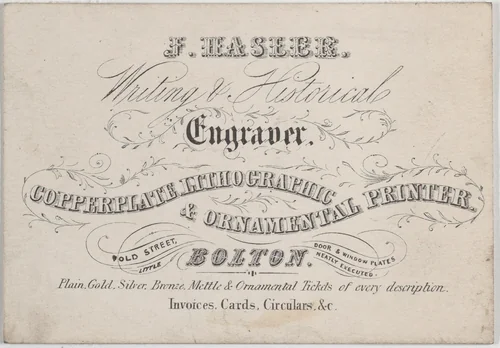 F. HASLER.
Writing & Historical
Engraver.
COPPERPLATE, LITHOGRAPHIC
& ORNAMENTAL PRINTER.
OLD STREET,
LITTLE
BOLTON.
DOOR & WINDOW PLATES
NEATLY EXECUTED.
Plain, Gold, Silver, Bronze, Mettle & Ornamental Tickets of every description.
Invoices, Cards, Circulars, &c.